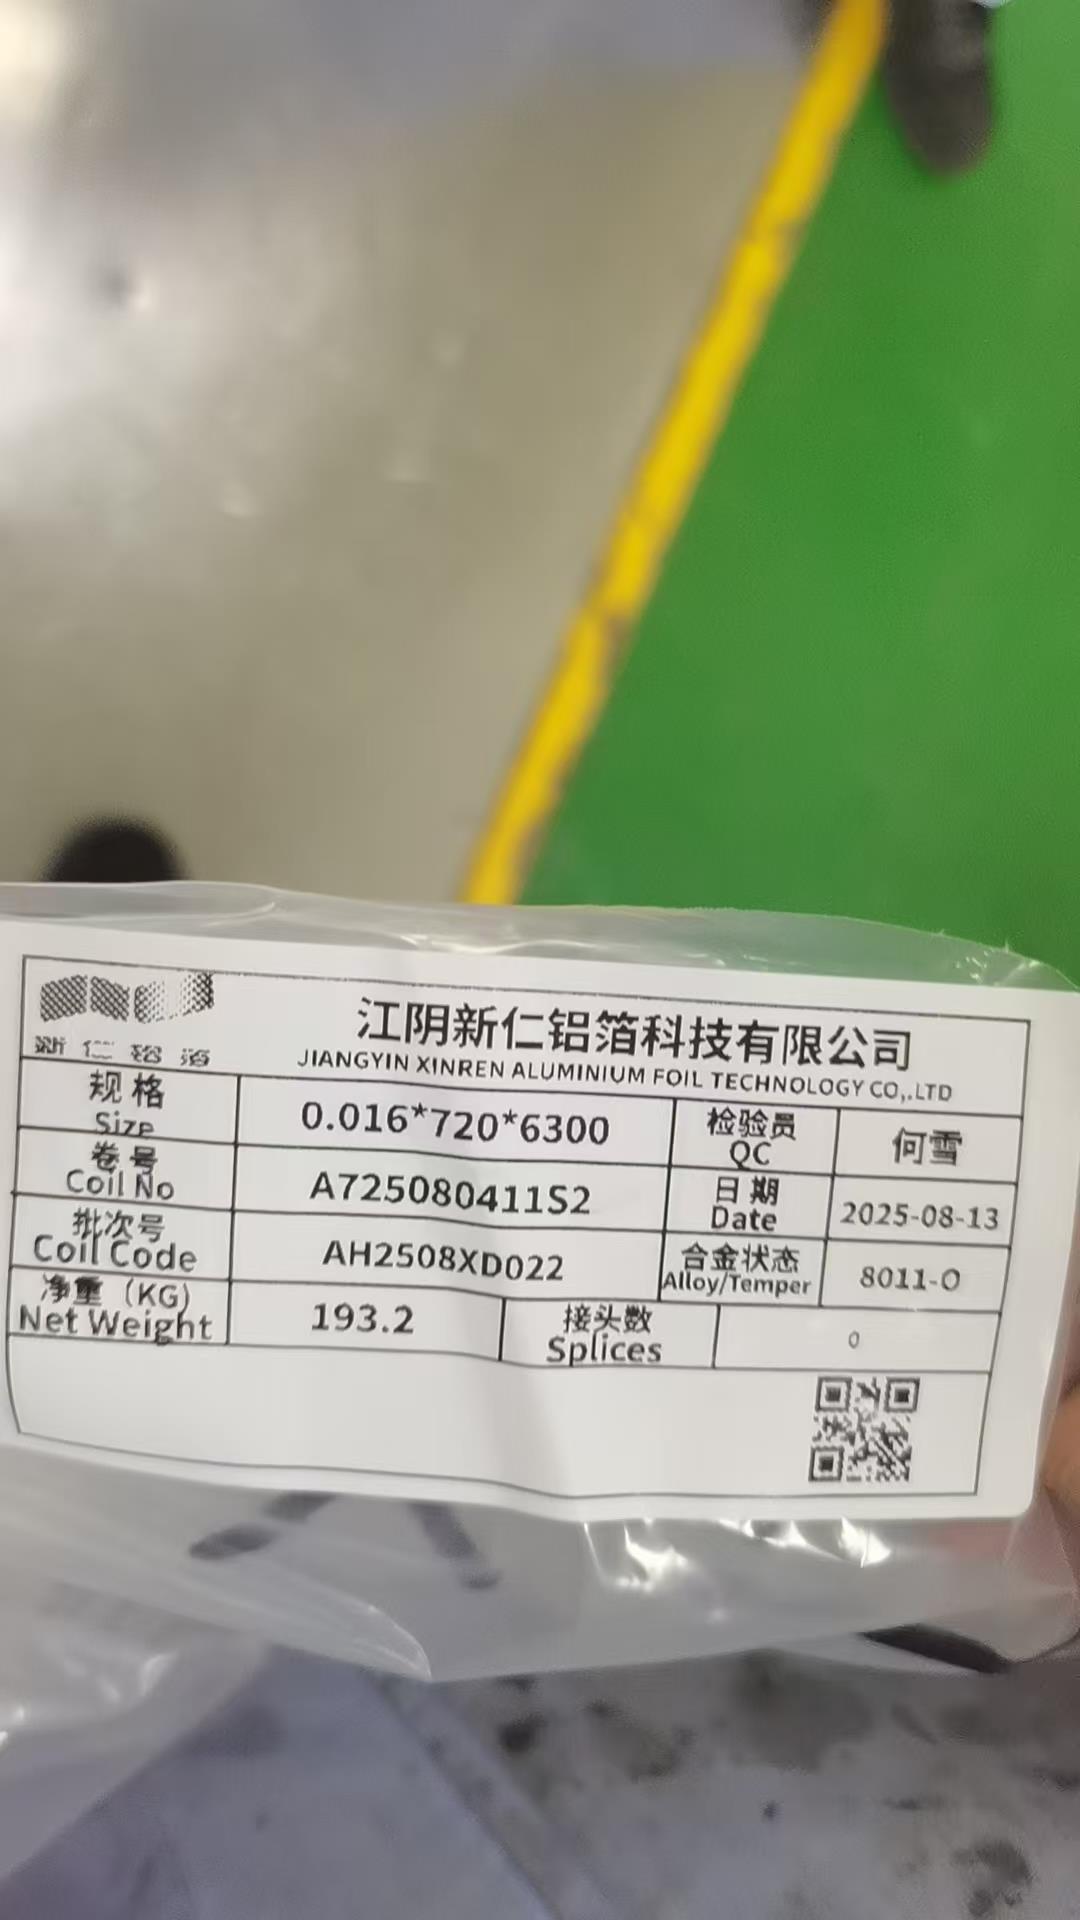 新仁铝箔
江阴新仁铝箔科技有限公司
JIANGYIN XINREN ALUMINIUM FOIL TECHNOLOGY CO,.LTD
规格
Size
0.016*720*6300
检验员
QC
何雪
卷号
Coil No
A725080411S2
日期
Date
2025-08-13
批次号
Coil Code
AH2508XD022
合金状态
Alloy/Temper
8011-O
净重（KG)
Net Weight
193.2
接头数
Splices
0